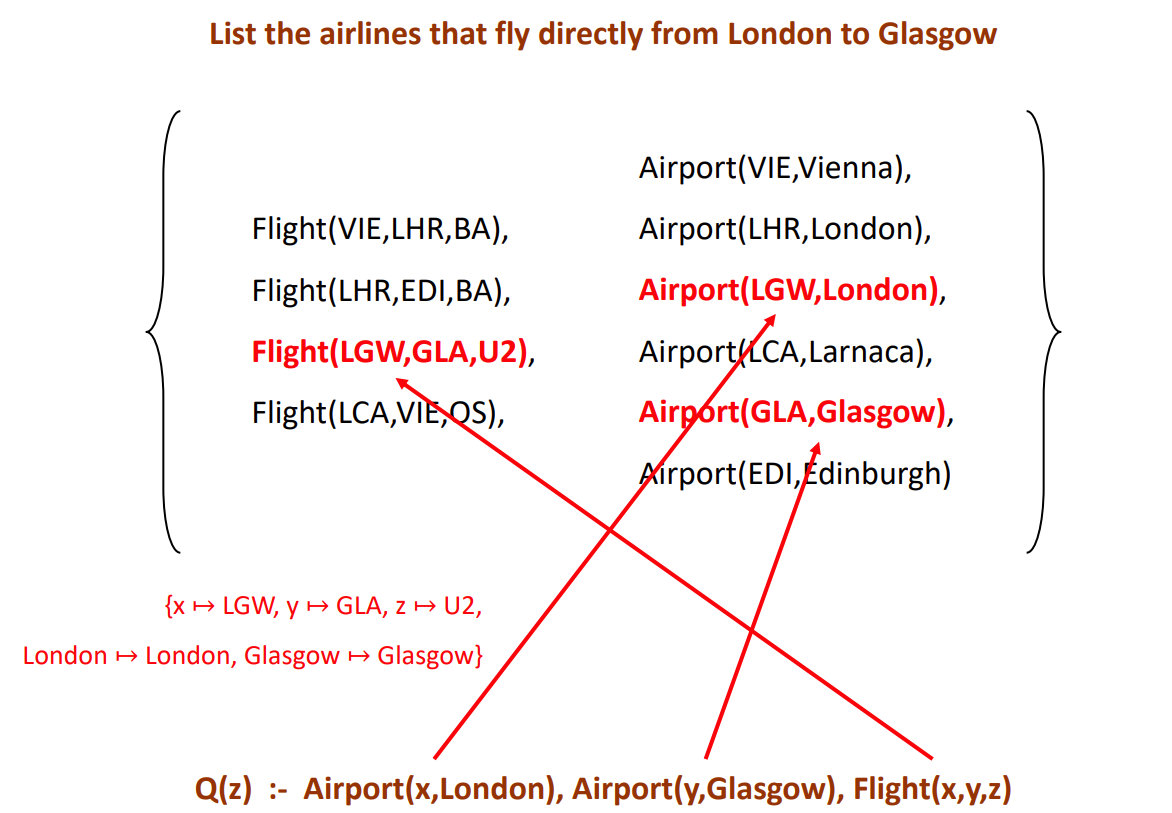 List the airlines that fly directly from London to Glasgow
Flight(VIE,LHR,BA),
Flight(LHR,EDI,BA),
Flight(LGW,GLA,U2),
Flight(LCA,VIE,OS),
Airport(VIE,Vienna),
Airport(LHR,London),
Airport(LGW,London),
Airport(LCA,Larnaca),
Airport(GLA,Glasgow),
Airport(EDI,Edinburgh)
{x ↦ LGW, y ↦ GLA, z ↦ U2,
London ↦ London, Glasgow ↦ Glasgow}
Q(z) :- Airport(x,London), Airport(y,Glasgow), Flight(x,y,z)